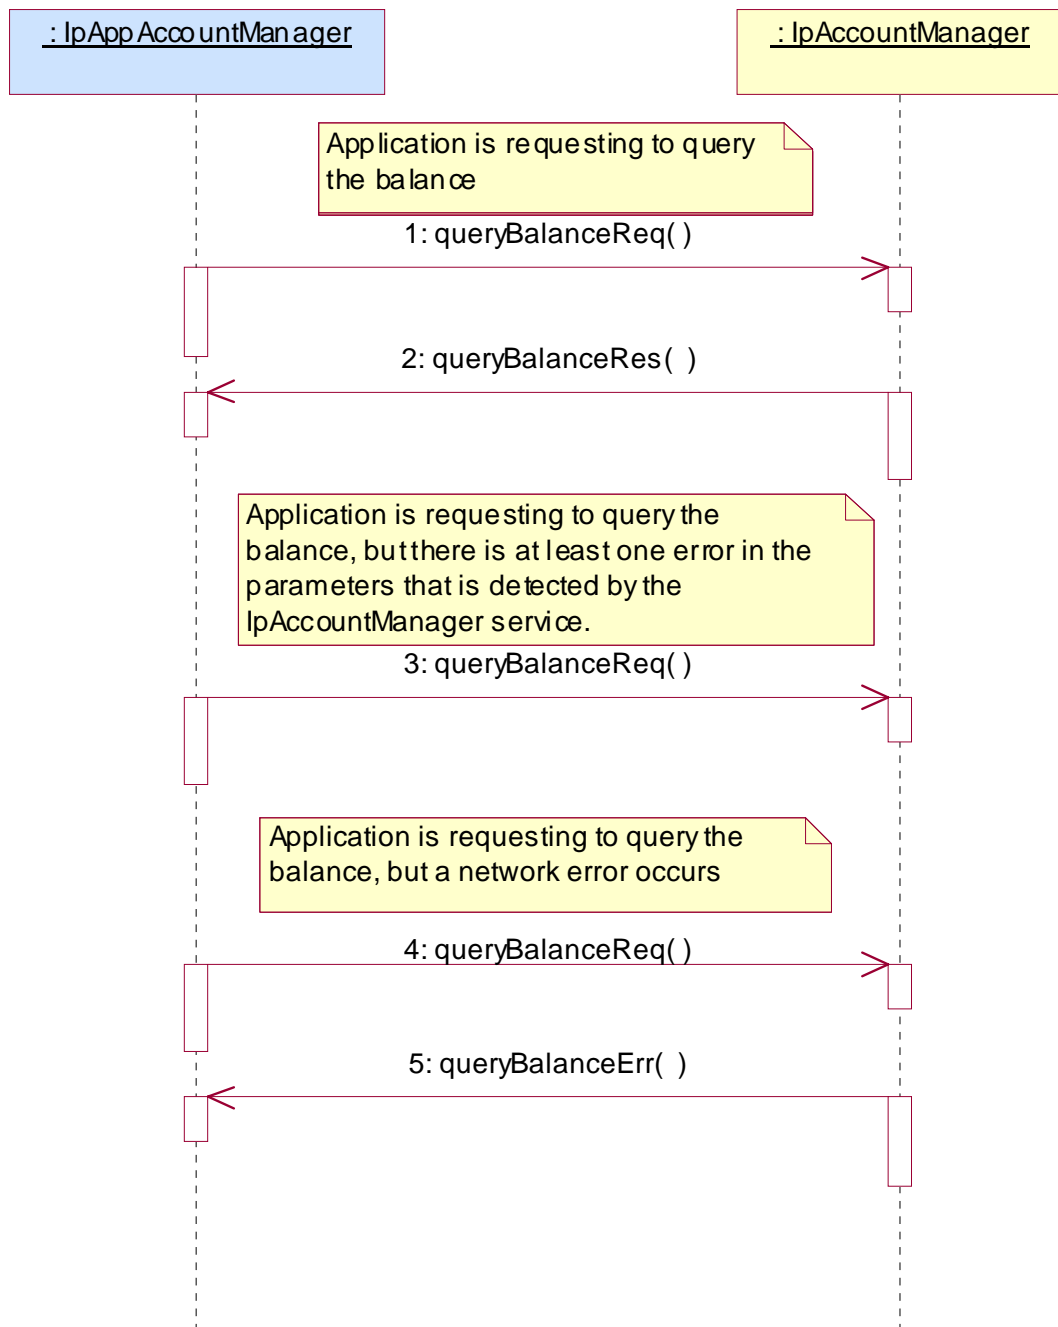 : IpAppAccountManager
: IpAccountManager
Application is requesting to query
the balance
1: queryBalanceReq( )
2: queryBalanceRes( )
Application is requesting to query the
balance, but there is at least one error in the
parameters that is detected by the
IpAccountManager service.
3: queryBalanceReq( )
Application is requesting to query the
balance, but a network error occurs
4: queryBalanceReq( )
5: queryBalanceErr( )